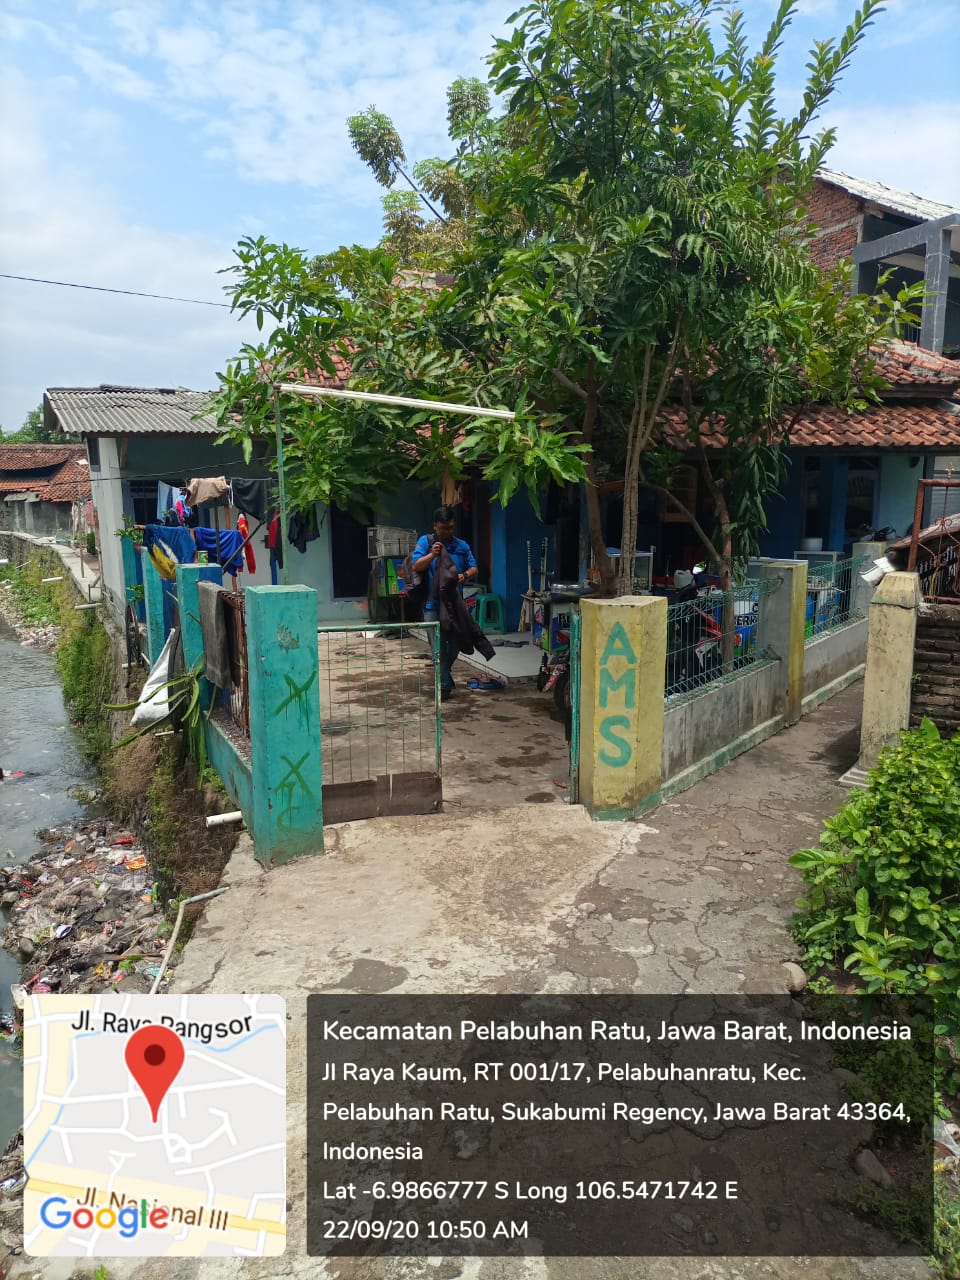 AMS
Jl. Raya Pangsor
Jl. Nasional III
Google
Kecamatan Pelabuhan Ratu, Jawa Barat, Indonesia
Jl Raya Kaum, RT 001/17, Pelabuhanratu, Kec.
Pelabuhan Ratu, Sukabumi Regency, Jawa Barat 43364,
Indonesia
Lat -6.9866777 S Long 106.5471742 E
22/09/20 10:50 AM